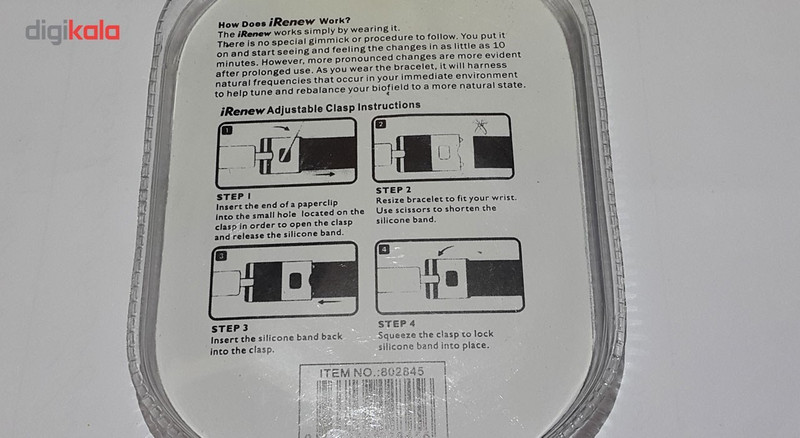 digikala
How Does iRenew Work?
The iRenew works simply by wearing it.
There is no special gimmick or procedure to follow. You put it
on and start seeing and feeling the changes in as little as 10
minutes. However, more pronounced changes are more evident
after prolonged use. As you wear the bracelet, it will harness
natural frequencies that occur in your immediate environment
to help tune and rebalance your biofield to a more natural state.
iRenew Adjustable Clasp Instructions
1
2
STEP 1
Insert the end of a paperclip
into the small hole located on the
clasp in order to open the clasp
and release the silicone band.
STEP 2
Resize bracelet to fit your wrist.
Use scissors to shorten the
silicone band.
3
4
STEP 3
Insert the silicone band back
into the clasp.
STEP 4
Squeeze the clasp to lock
silicone band into place.
ITEM NO.:802845